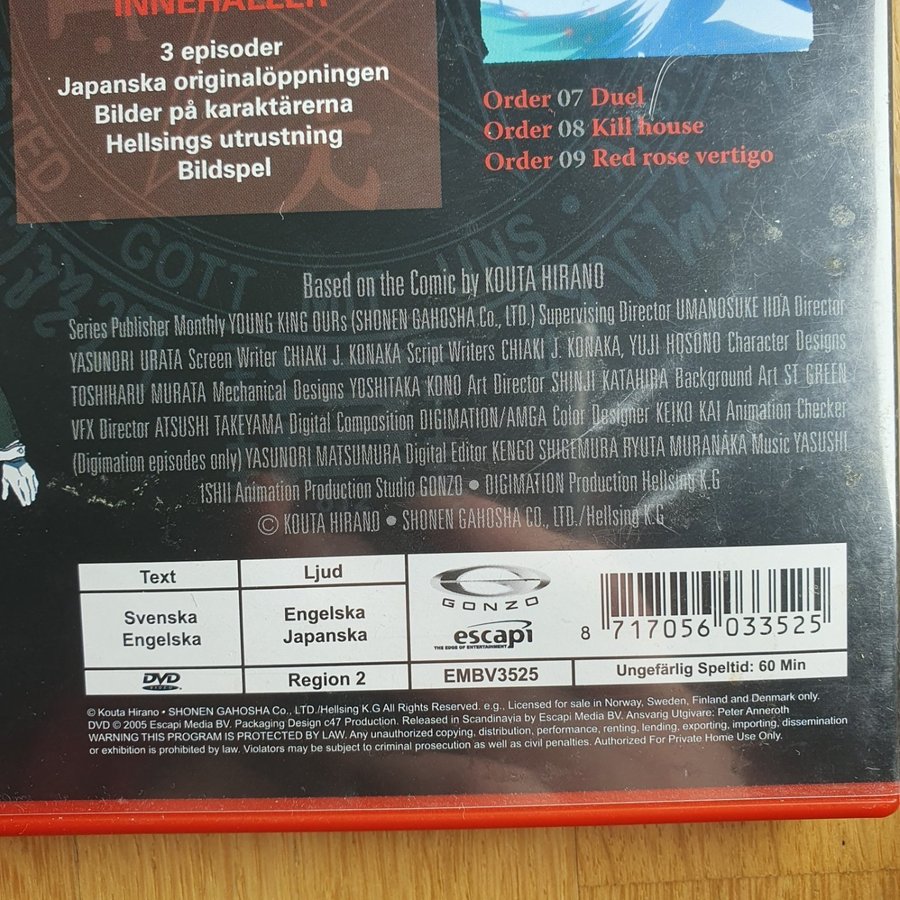 INNEHÅLLER
3 episoder
Japanska originalöppningen
Bilder på karaktärerna
Hellsings utrustning
Bildspel
Order 07 Duel
Order 08 Kill house
Order 09 Red rose vertigo
GOTT UNS
Based on the Comic by KOUTA HIRANO
Series Publisher Monthly YOUNG KING OURs (SHONEN GAHOSHA Co., LTD.) Supervising Director UMANOSUKE IIDA Director
YASUNORI URATA Screen Writer CHIAKI J. KONAKA Script Writers CHIAKI J. KONAKA, YUJI HOSONO Character Designs
TOSHIHARU MURATA Mechanical Designs YOSHITAKA KONO Art Director SHINJI KATAHIRA Background Art ST GREEN
VFX Director ATSUSHI TAKEYAMA Digital Composition DIGIMATION/AMGA Color Designer KEIKO KAI Animation Checker
(Digimation episodes only) YASUNORI MATSUMURA Digital Editor KENGO SHIGEMURA RYUTA MURANAKA Music YASUSHI
ISHII Animation Production Studio GONZO • DIGIMATION Production Hellsing K.G
© KOUTA HIRANO • SHONEN GAHOSHA CO., LTD./Hellsing K.G
Text
Ljud
Svenska
Engelska
Engelska
Japanska
GONZO
escapi
THE EDGE OF ENTERTAINMENT
8 717056 033525
DVD
VIDEO
Region 2
EMBV3525
Ungefärlig Speltid: 60 Min
© Kouta Hirano • SHONEN GAHOSHA Co., LTD./Hellsing K.G All Rights Reserved. e.g., Licensed for sale in Norway, Sweden, Finland and Denmark only.
DVD © 2005 Escapi Media BV. Packaging Design c47 Production. Released in Scandinavia by Escapi Media BV. Ansvarig Utgivare: Peter Anneroth
WARNING THIS PROGRAM IS PROTECTED BY LAW. Any unauthorized copying, distribution, performance, renting, lending, exporting, importing, dissemination
or exhibition is prohibited by law. Violators may be subject to criminal prosecution as well as civil penalties. Authorized For Private Home Use Only.